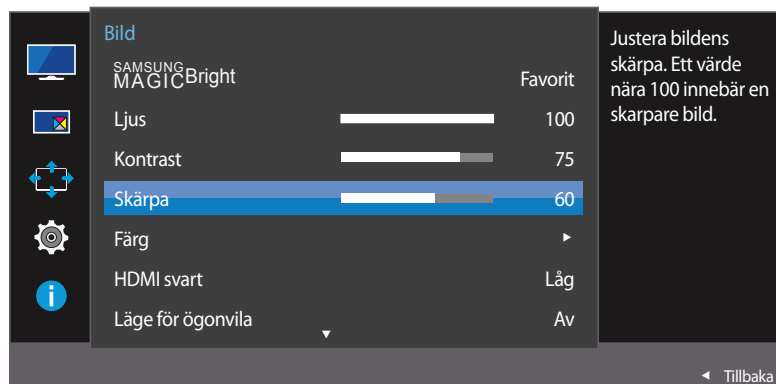 Bild
SAMSUNG
MAGICBright Favorit
Ljus 100
Kontrast 75
Skärpa 60
Färg
HDMI svart Låg
Läge för ögonvila Av
Justera bildens
skärpa. Ett värde
nära 100 innebär en
skarpare bild.
Tillbaka